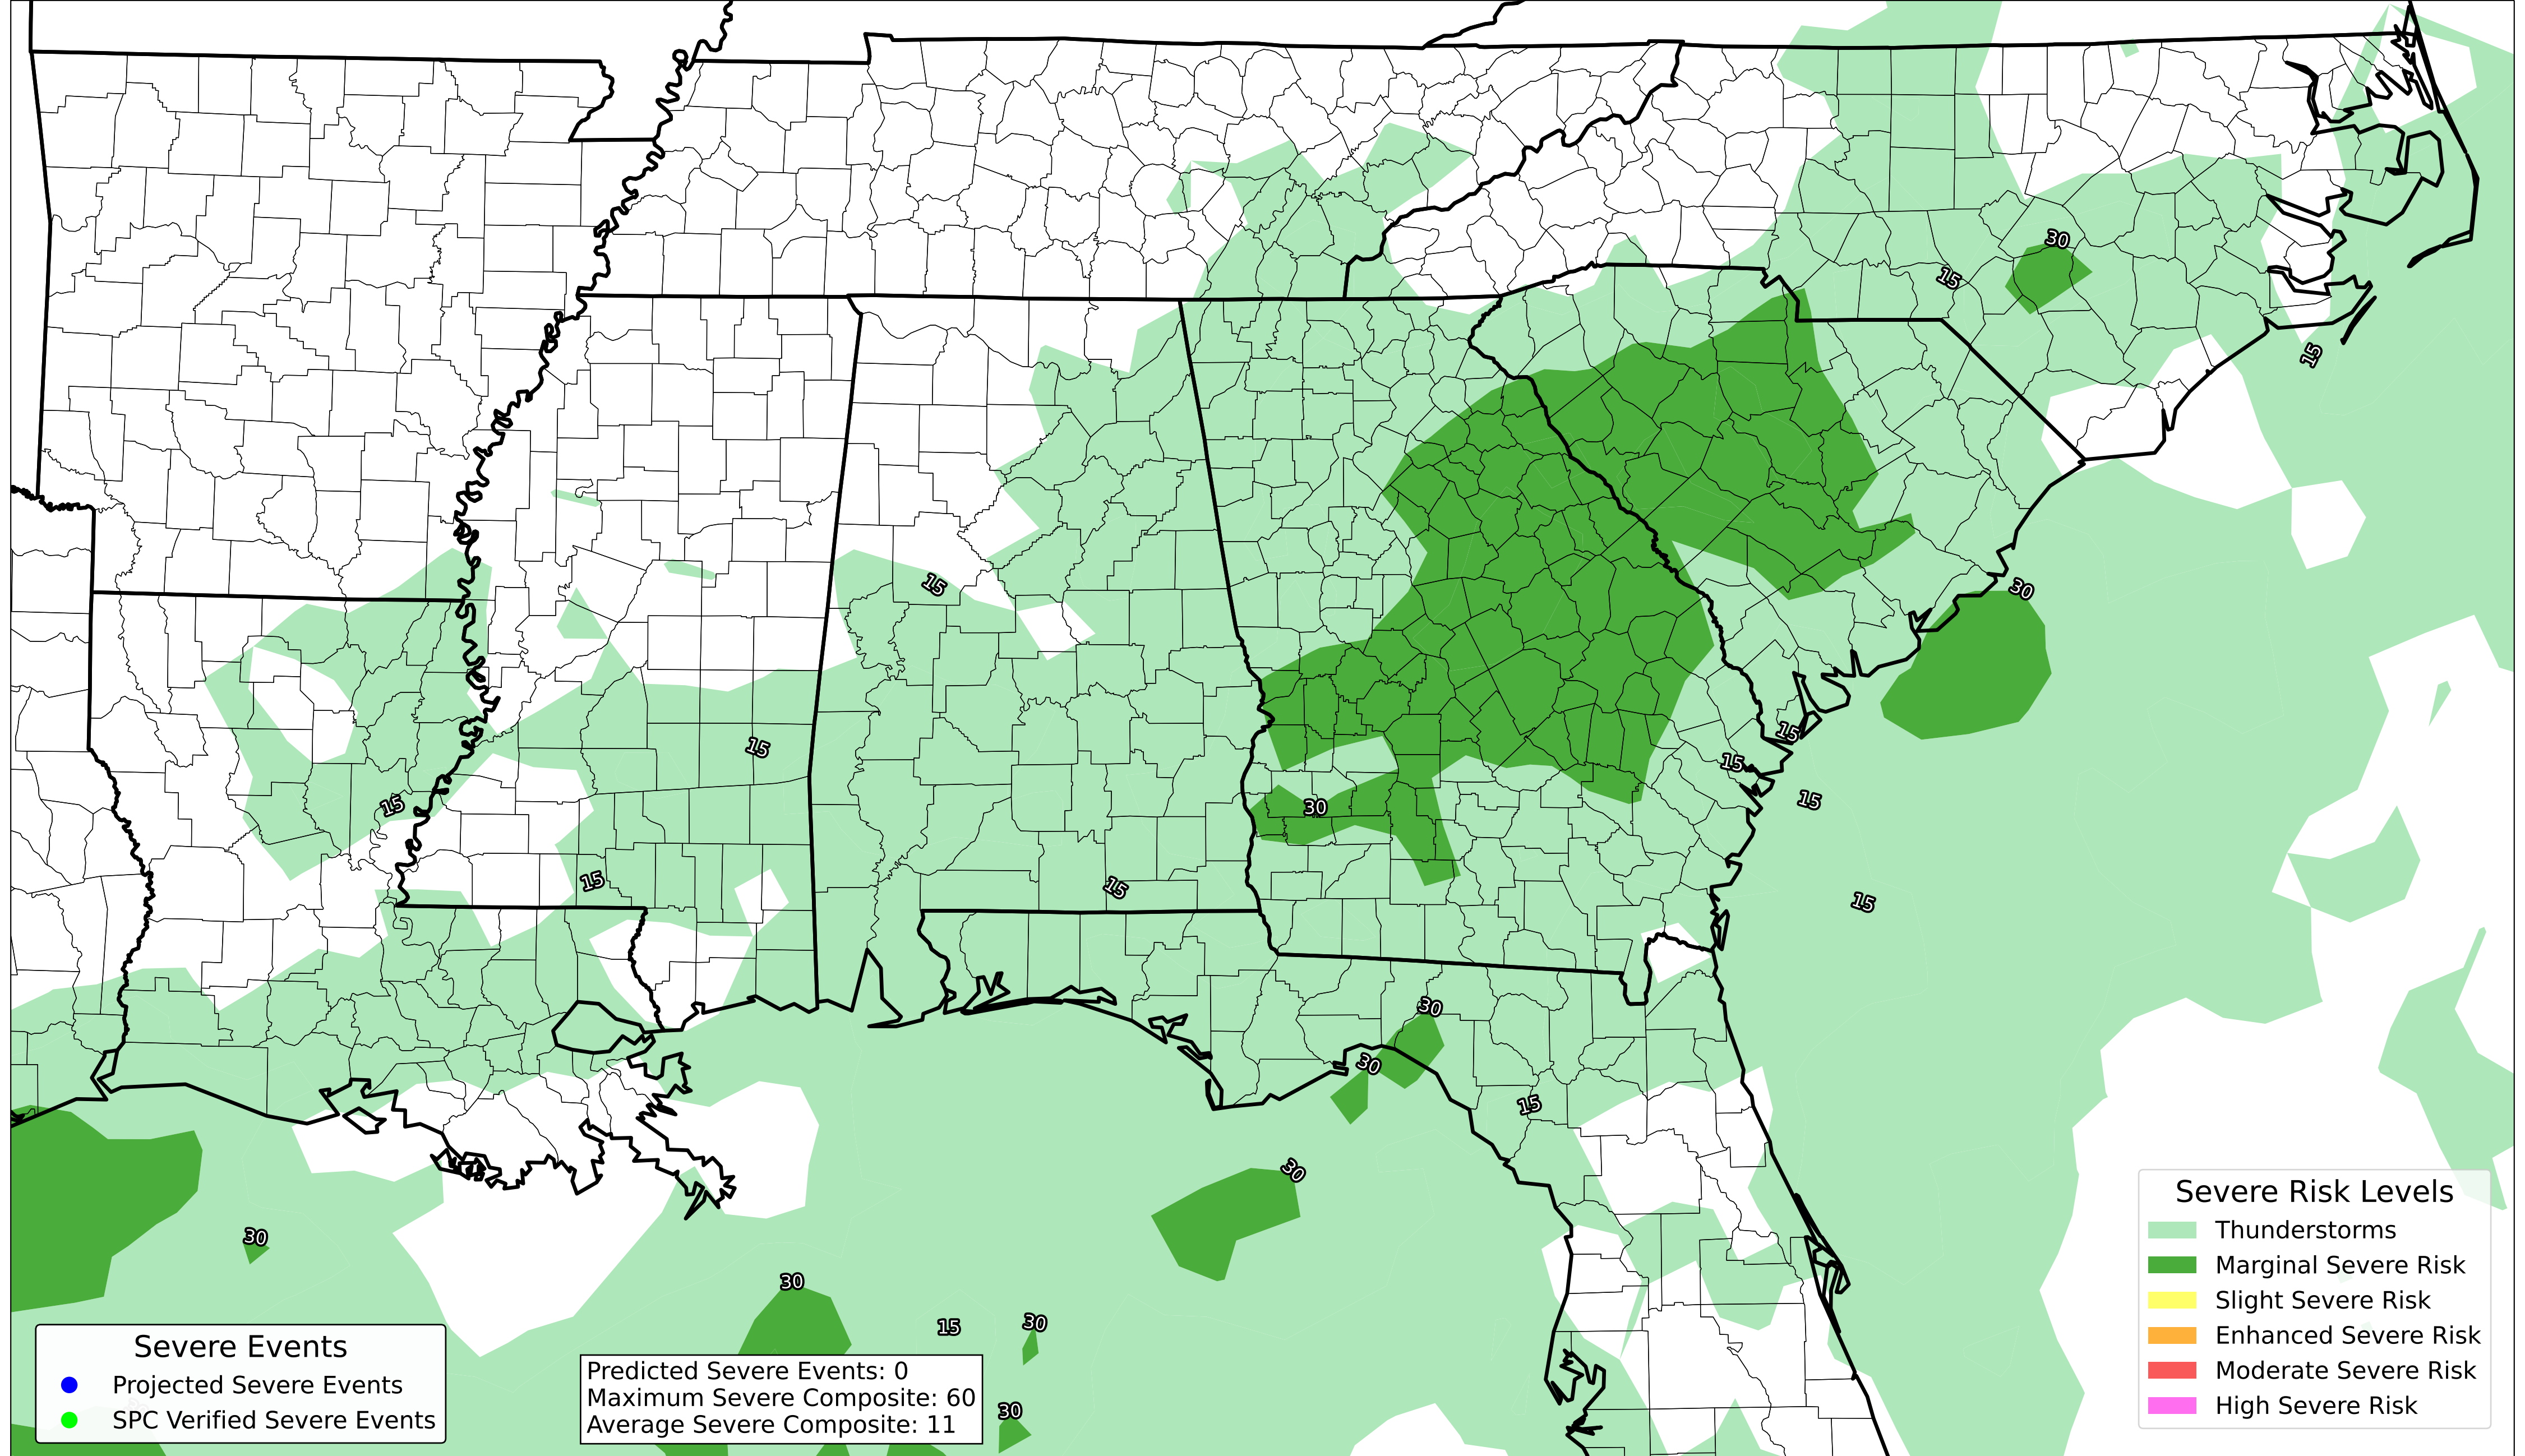 30
15
15
15
30
15
15
15
30
15
15
15
15
30
30
15
30
30
30
15
30
30
Severe Events
Projected Severe Events
SPC Verified Severe Events
Predicted Severe Events: 0
Maximum Severe Composite: 60
Average Severe Composite: 11
Severe Risk Levels
Thunderstorms
Marginal Severe Risk
Slight Severe Risk
Enhanced Severe Risk
Moderate Severe Risk
High Severe Risk